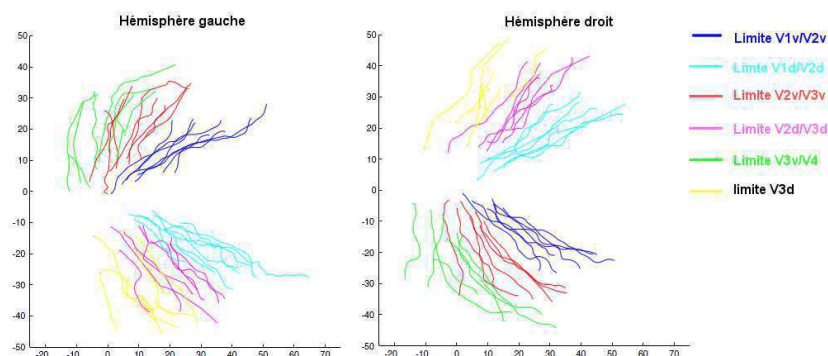 Hémisphère gauche
50
40
30
20
10
0
-10
-20
-30
-40
-50
-20 -10 0 10 20 30 40 50 60 70
Hémisphère droit
50
40
30
20
10
0
-10
-20
-30
-40
-50
-20 -10 0 10 20 30 40 50 60 70
Limite V1v/V2v
Limite V1d/V2d
Limite V2v/V3v
Limite V2d/V3d
Limite V3v/V4
limite V3d